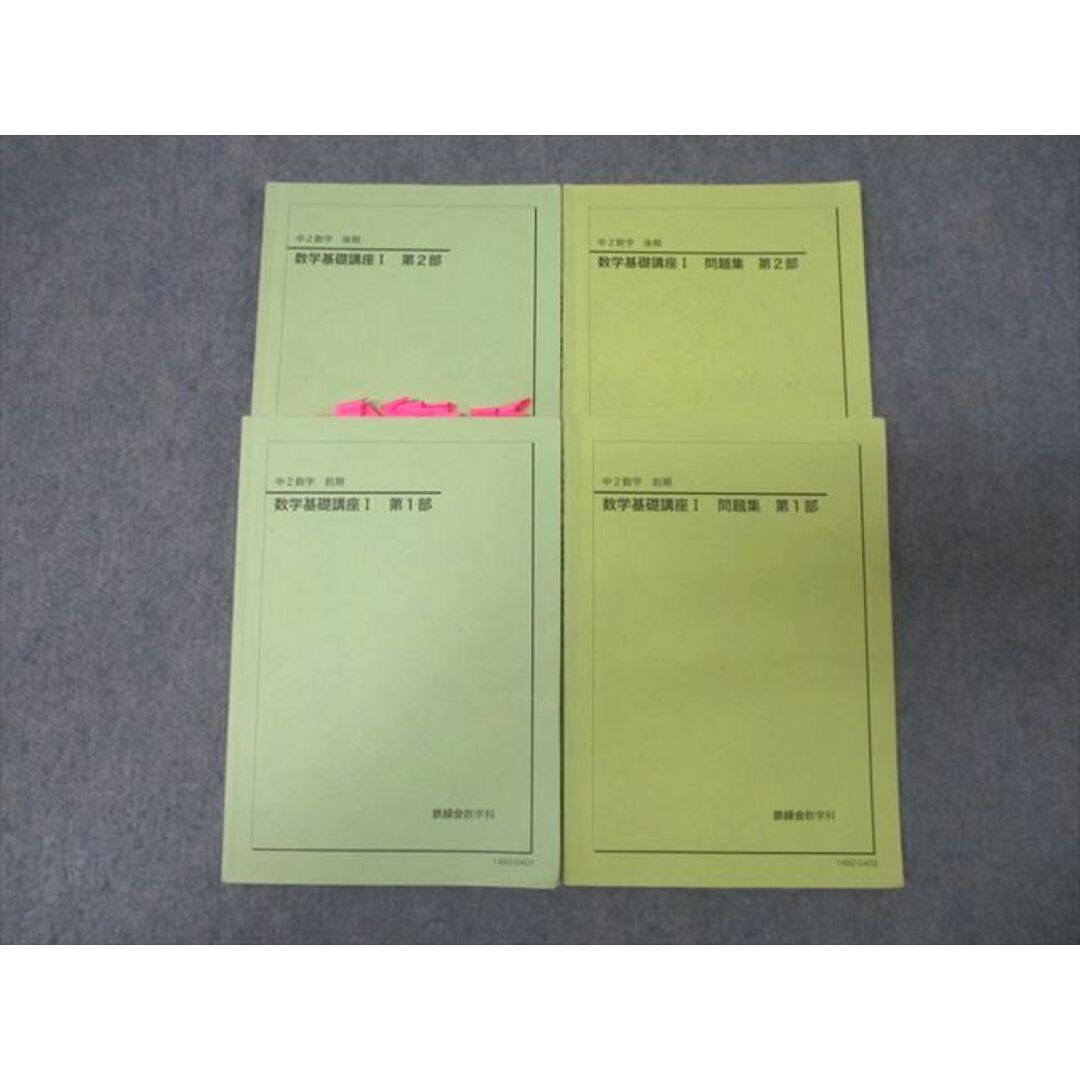 中2数学 後期
数学基礎講座Ⅰ 第2部
中2数学 後期
数学基礎講座Ⅰ 問題集 第2部
中2数学 前期
数学基礎講座Ⅰ 第1部
鉄緑会数学科
中2数学 前期
数学基礎講座Ⅰ 問題集 第1部
鉄緑会数学科